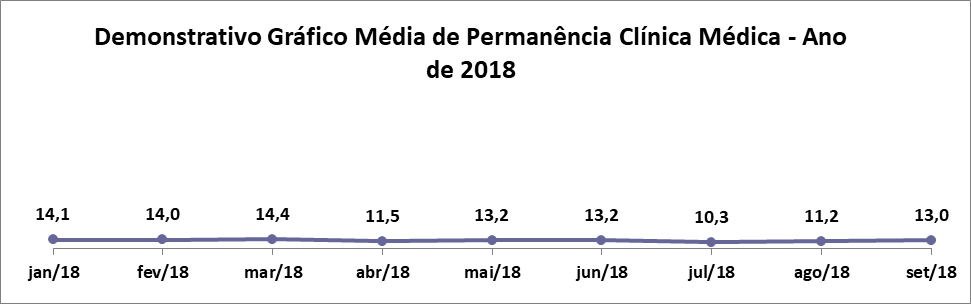 Demonstrativo Gráfico Média de Permanência Clínica Médica - Ano
de 2018
14,1 14,0 14,4 11,5 13,2 13,2 10,3 11,2 13,0
jan/18 fev/18 mar/18 abr/18 mai/18 jun/18 jul/18 ago/18 set/18